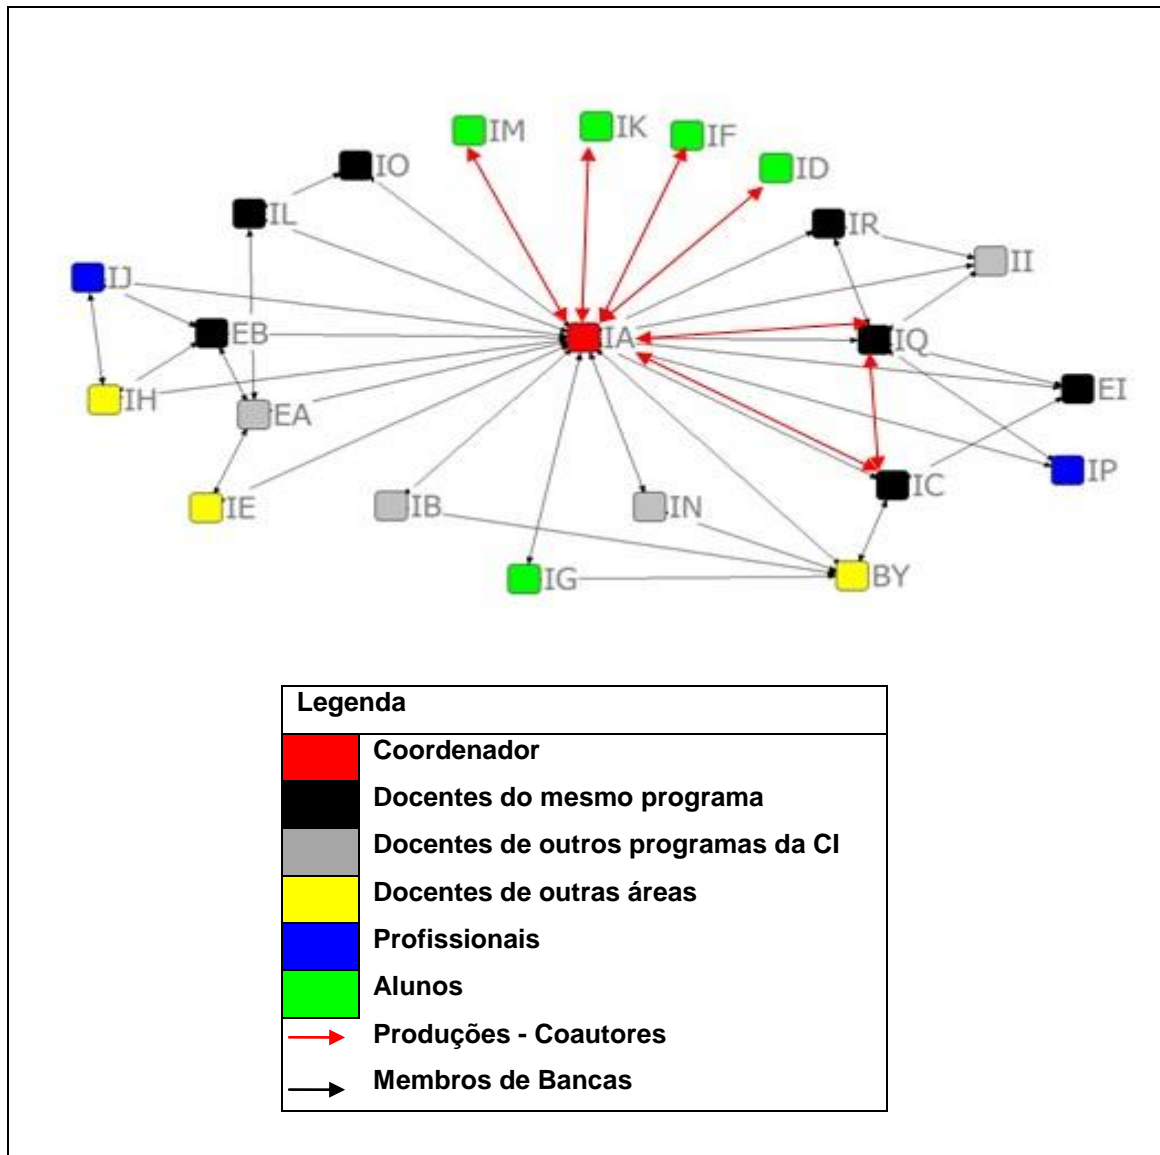 IM
IK
IF
ID
IO
IL
IR
II
IJ
EB
IA
IQ
IH
EA
EI
IE
IB
IN
IC
IP
IG
BY
Legenda
Coordenador
Docentes do mesmo programa
Docentes de outros programas da CI
Docentes de outras áreas
Profissionais
Alunos
Produções - Coautores
Membros de Bancas